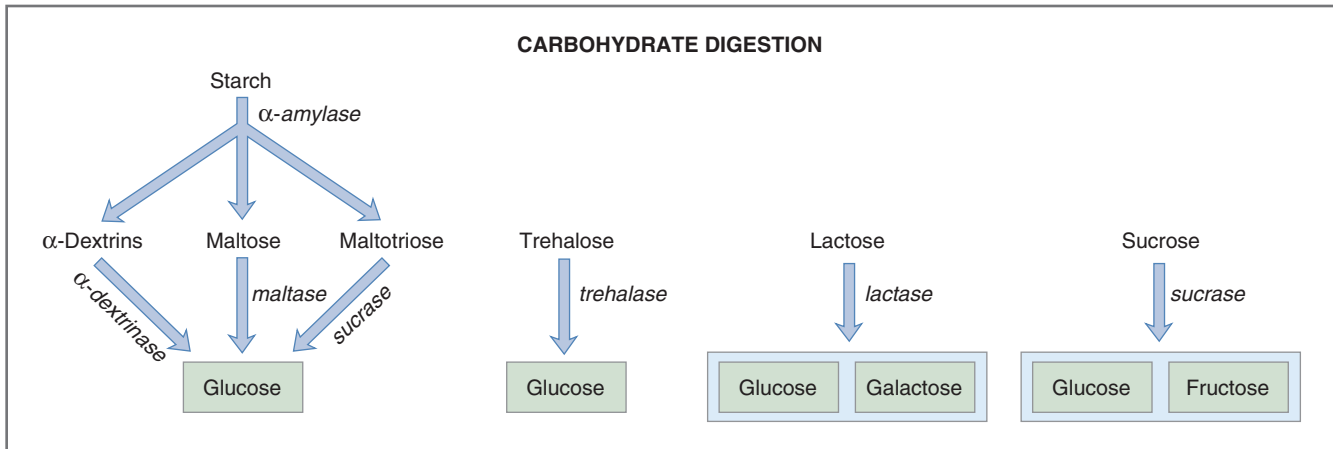 CARBOHYDRATE DIGESTION
Starch
α-amylase
α-Dextrins
Maltose
Maltotriose
Trehalose
Lactose
Sucrose
α-dextrinase
maltase
sucrase
trehalase
lactase
sucrase
Glucose
Glucose
Glucose
Galactose
Glucose
Fructose